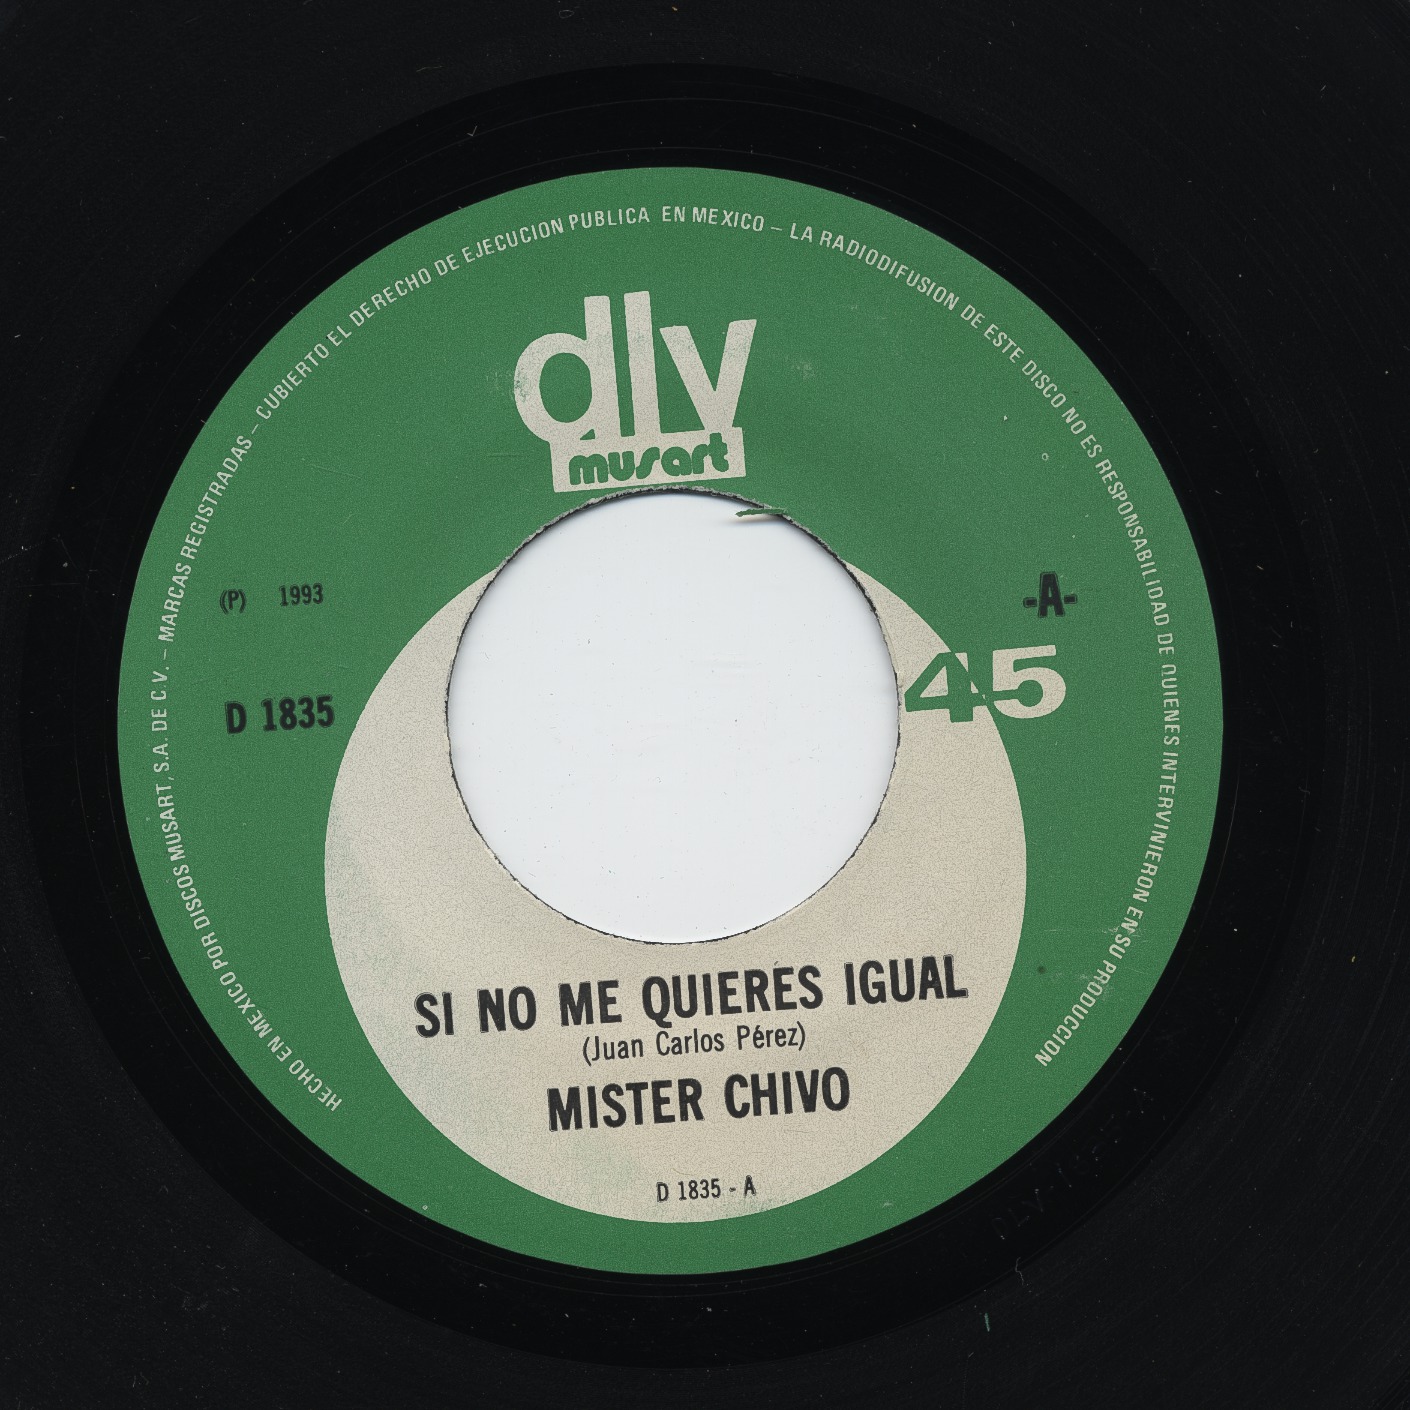 HECHO EN MEXICO POR DISCOS MUSART, S.A. DE C.V. – MARCAS REGISTRADAS – CUBIERTO EL DERECHO DE EJECUCION PUBLICA EN MEXICO – LA RADIODIFUSION DE ESTE DISCO NO ES RESPONSABILIDAD DE QUIENES INTERVINIERON EN SU PRODUCCION
dlv
musart
(P) 1993
-A-
45
D 1835
SI NO ME QUIERES IGUAL
(Juan Carlos Pérez)
MISTER CHIVO
D 1835 - A